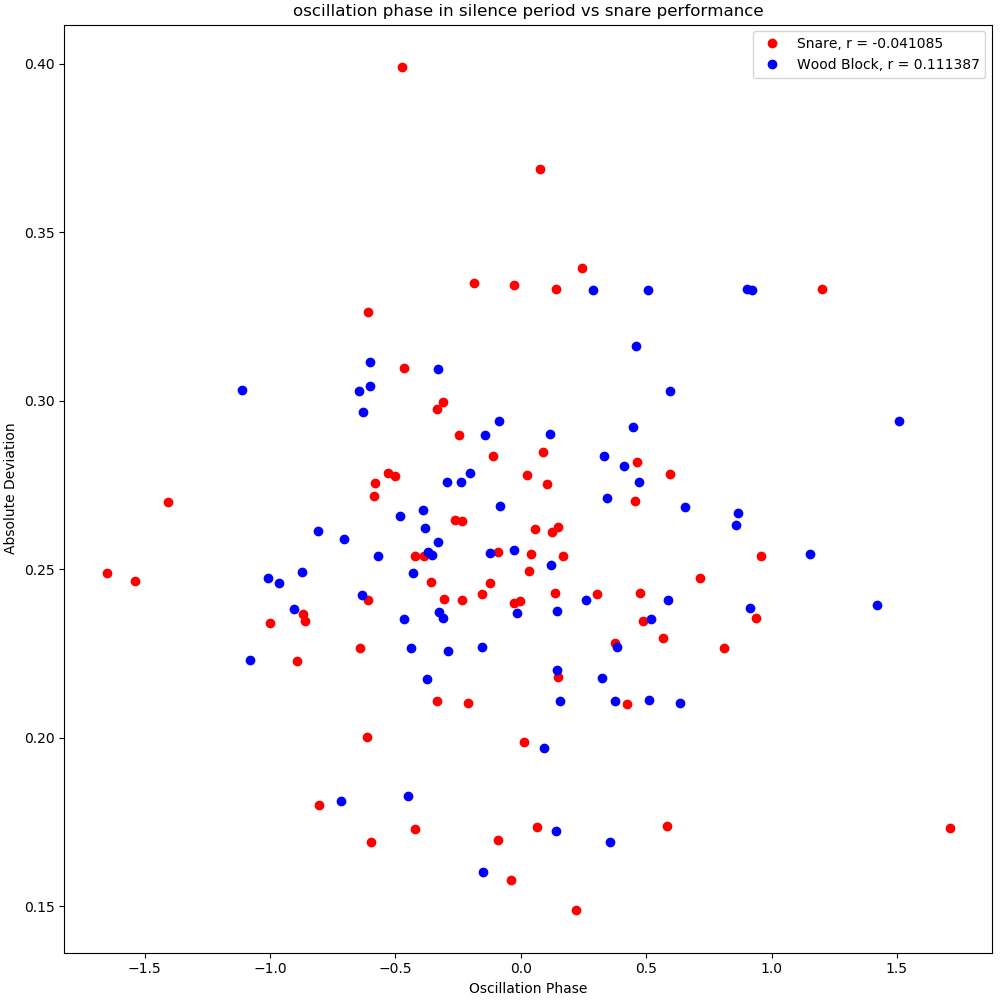 oscillation phase in silence period vs snare performance
Snare, r = -0.041085
Wood Block, r = 0.111387
0.40
0.35
0.30
0.25
0.20
0.15
Absolute Deviation
−1.5 −1.0 −0.5 0.0 0.5 1.0 1.5
Oscillation Phase